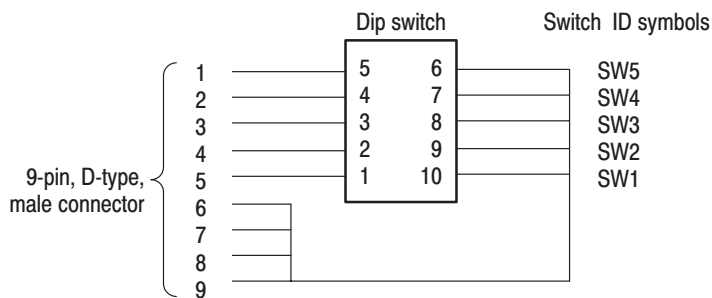 Dip switch
Switch ID symbols
1 5 6 SW5
2 4 7 SW4
3 3 8 SW3
4 2 9 SW2
5 1 10 SW1
9-pin, D-type,
male connector
6
7
8
9